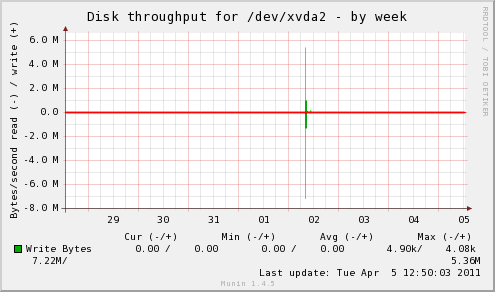 Disk throughput for /dev/xvda2 - by week
RRDTOOL / TOBI OETIKER
Bytes/second read (-) / write (+)
6.0 M
4.0 M
2.0 M
0.0
-2.0 M
-4.0 M
-6.0 M
-8.0 M
29 30 31 01 02 03 04 05
Cur (-/+) Min (-/+) Avg (-/+) Max (-/+)
Write Bytes 0.00 / 0.00 0.00 / 0.00 4.90k/ 4.08k
7.22M/ 5.36M
Last update: Tue Apr 5 12:50:03 2011
Munin 1.4.5